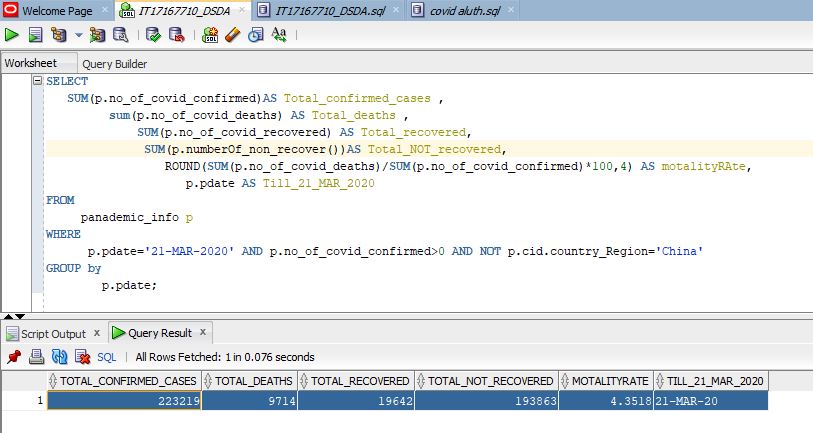 Welcome Page IT17167710_DSDA IT17167710_DSDA.sql covid aluth.sql
SQL Aa
Worksheet Query Builder
SELECT
SUM(p.no_of_covid_confirmed)AS Total_confirmed_cases ,
sum(p.no_of_covid_deaths) AS Total_deaths ,
SUM(p.no_of_covid_recovered) AS Total_recovered,
SUM(p.numberOf_non_recover())AS Total_NOT_recovered,
ROUND(SUM(p.no_of_covid_deaths)/SUM(p.no_of_covid_confirmed)*100,4) AS motalityRAte,
p.pdate AS Till_21_MAR_2020
FROM
panademic_info p
WHERE
p.pdate='21-MAR-2020' AND p.no_of_covid_confirmed>0 AND NOT p.cid.country_Region='China'
GROUP by
p.pdate;
Script Output x Query Result x
SQL | All Rows Fetched: 1 in 0.076 seconds
TOTAL_CONFIRMED_CASES TOTAL_DEATHS TOTAL_RECOVERED TOTAL_NOT_RECOVERED MOTALITYRATE TILL_21_MAR_2020
1 223219 9714 19642 193863 4.3518 21-MAR-20